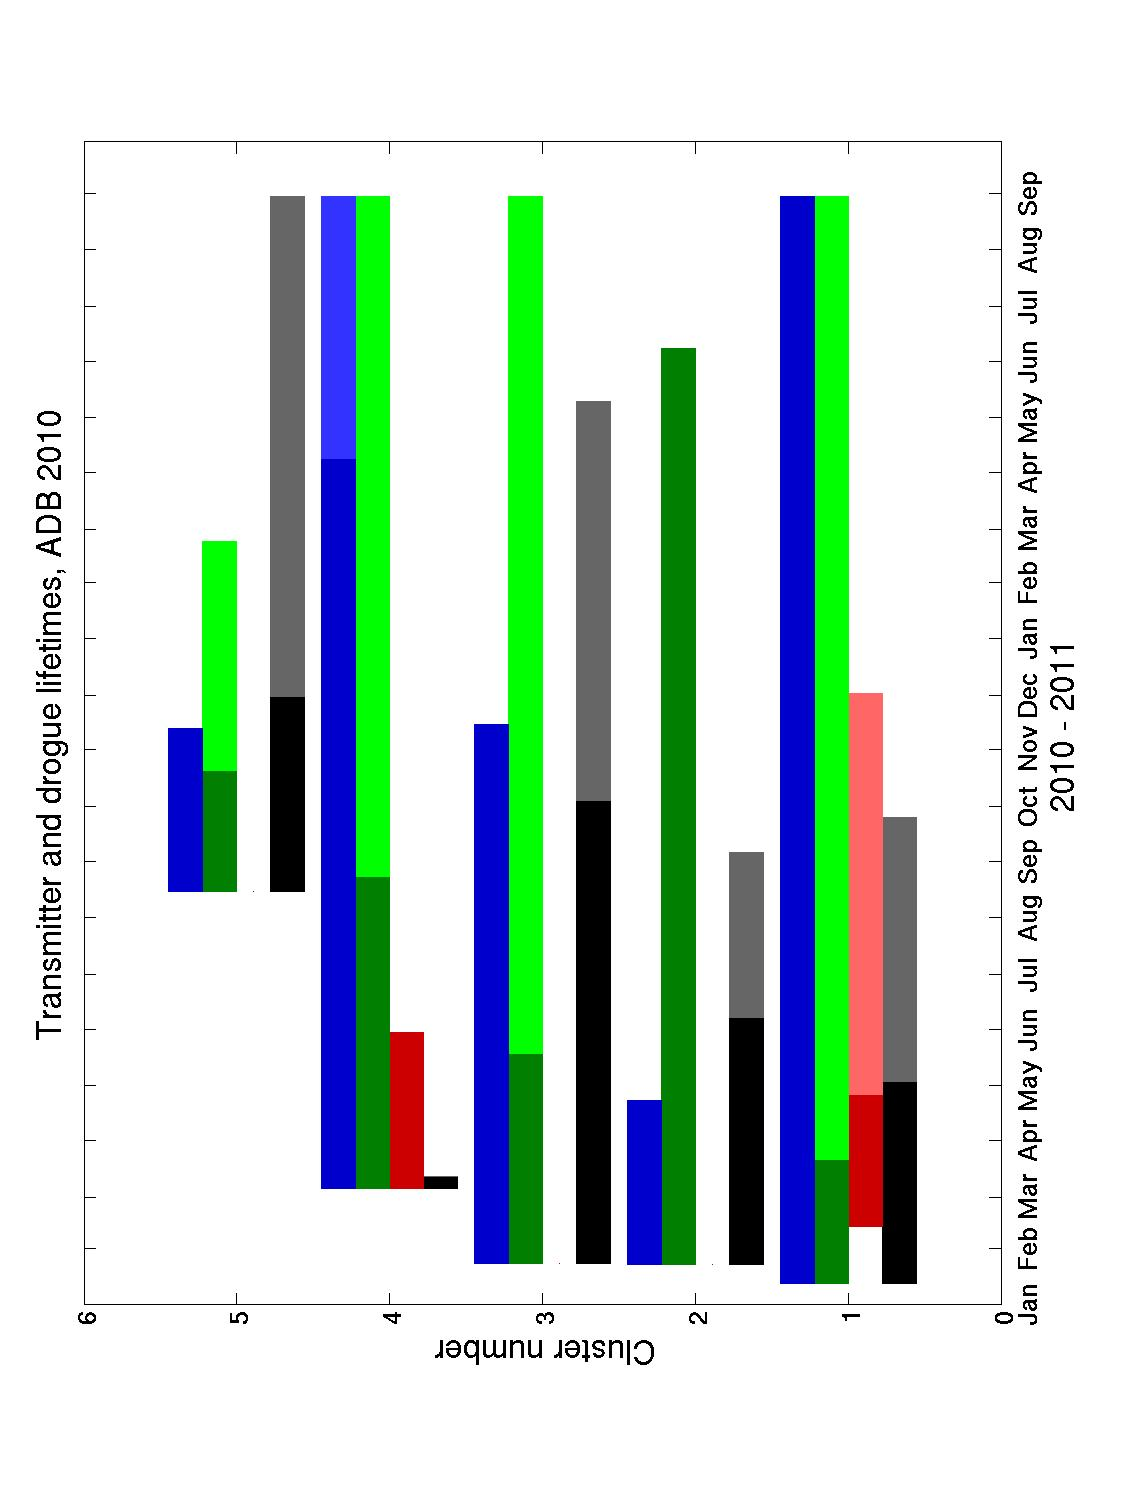 Transmitter and drogue lifetimes, ADB 2010
Cluster number
6
5
4
3
2
1
0
Jan Feb Mar Apr May Jun Jul Aug Sep Oct Nov Dec Jan Feb Mar Apr May Jun Jul Aug Sep
2010 - 2011